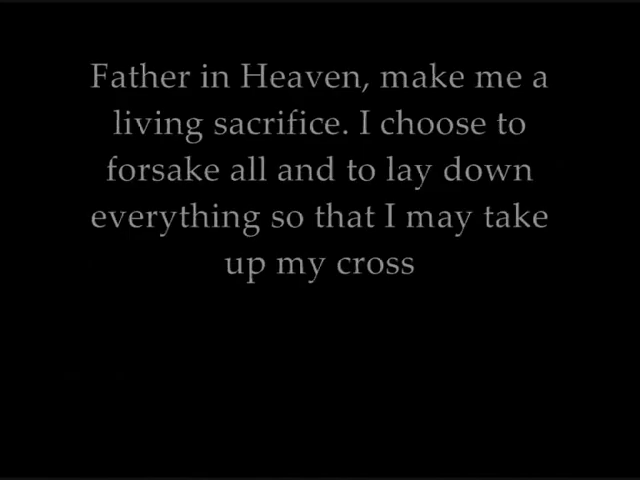 Father in Heaven, make me a
living sacrifice. I choose to
forsake all and to lay down
everything so that I may take
up my cross